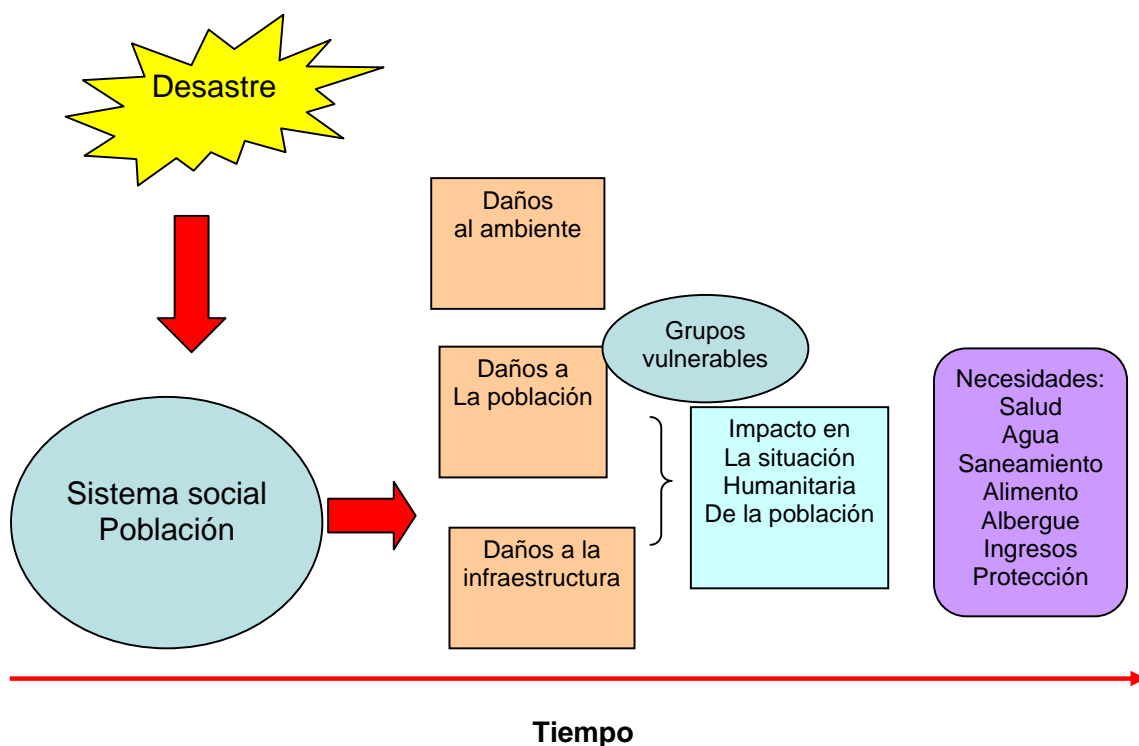 Desastre
Daños
al ambiente
Grupos
vulnerables
Daños a
La población
Necesidades:
Salud
Agua
Saneamiento
Alimento
Albergue
Ingresos
Protección
Impacto en
La situación
Humanitaria
De la población
Sistema social
Población
Daños a la
infraestructura
Tiempo